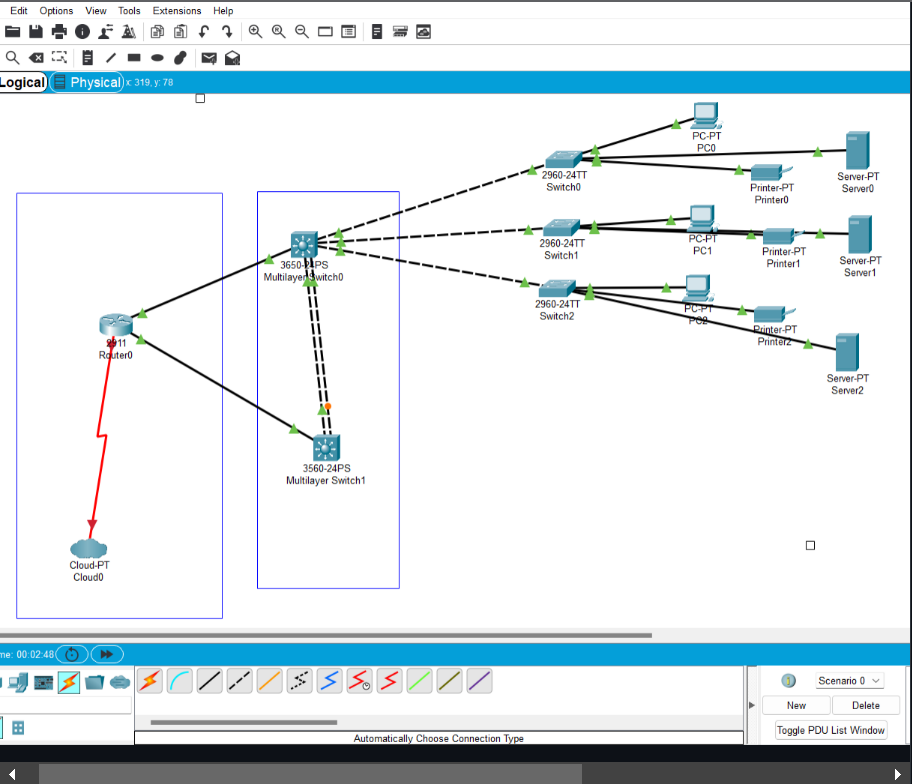 Edit Options View Tools Extensions Help
Logical Physical x: 319, y: 78
PC-PT
PC0
2960-24TT
Switch0
Printer-PT
Printer0
Server-PT
Server0
2960-24TT
Switch1
PC-PT
PC1
Printer-PT
Printer1
Server-PT
Server1
3650-24PS
Multilayer Switch0
2960-24TT
Switch2
PC-PT
PC2
Printer-PT
Printer2
Server-PT
Server2
2911
Router0
3560-24PS
Multilayer Switch1
Cloud-PT
Cloud0
me: 00:02:48
Scenario 0
New Delete
Toggle PDU List Window
Automatically Choose Connection Type